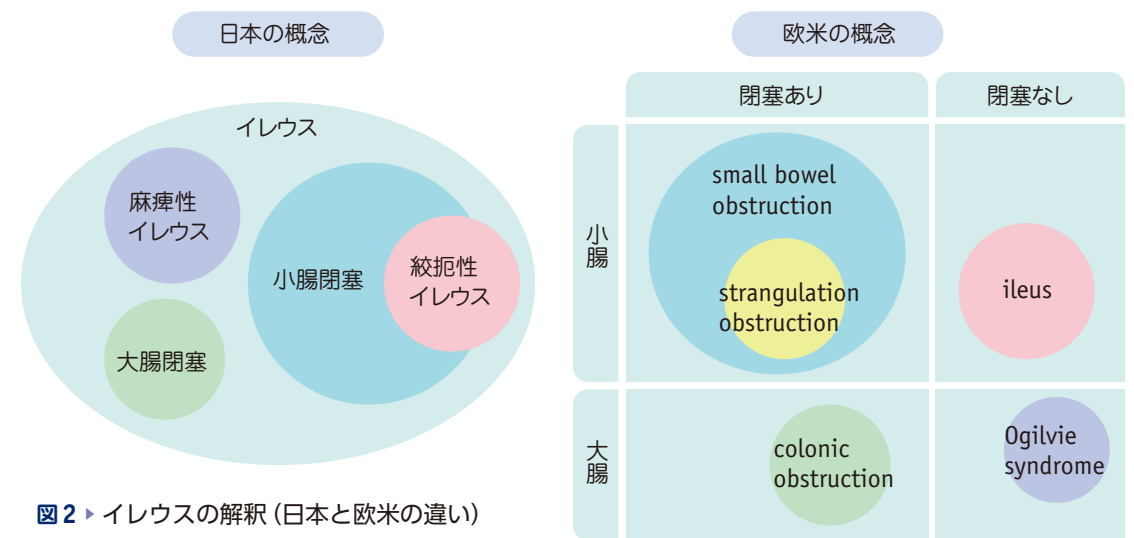 日本の概念
イレウス
麻痺性
イレウス
小腸閉塞
絞扼性
イレウス
大腸閉塞
図2 ▶ イレウスの解釈（日本と欧米の違い）
欧米の概念
閉塞あり
閉塞なし
小腸
small bowel
obstruction
strangulation
obstruction
ileus
大腸
colonic
obstruction
Ogilvie
syndrome